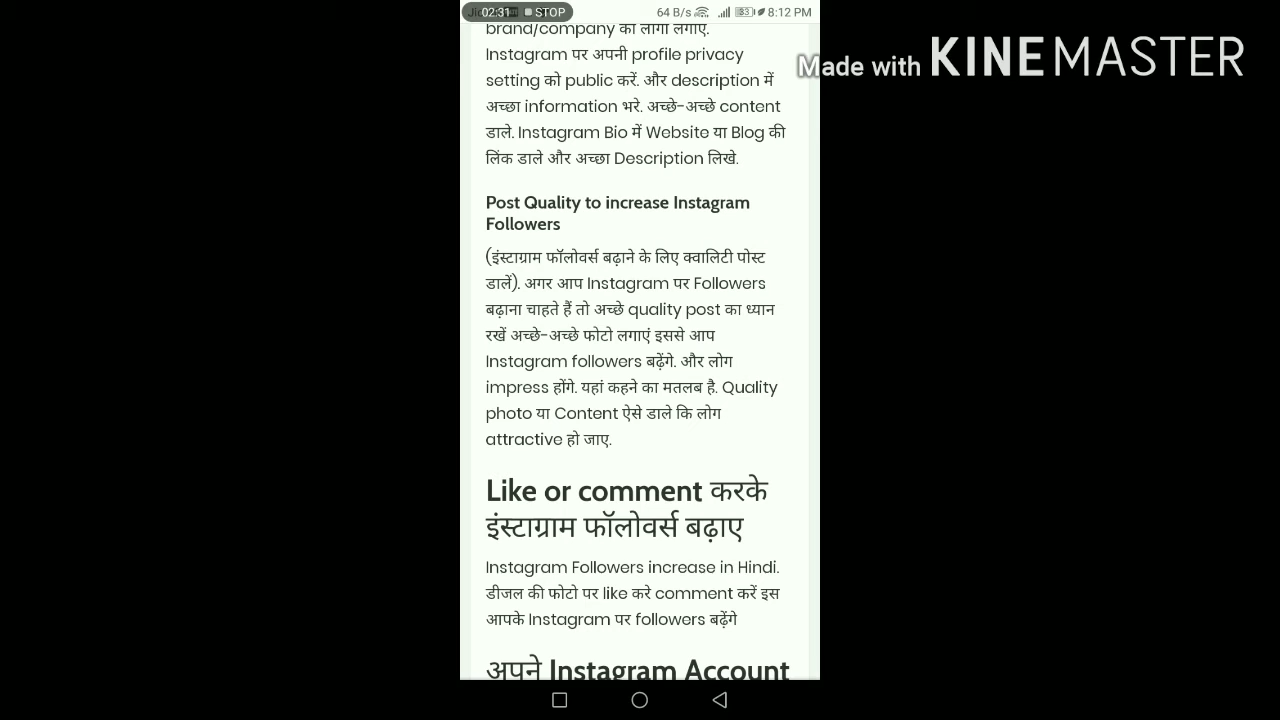 02:31 STOP 64 B/s 83 8:12 PM
Made with KINEMASTER
brand/company का लोगो लगाएं.
Instagram पर अपनी profile privacy
setting को public करें. और description में
अच्छा information भरे. अच्छे-अच्छे content
डाले. Instagram Bio में Website या Blog की
लिंक डाले और अच्छा Description लिखे.
Post Quality to increase Instagram
Followers
(इंस्टाग्राम फॉलोवर्स बढ़ाने के लिए क्वालिटी पोस्ट
डालें). अगर आप Instagram पर Followers
बढ़ाना चाहते हैं तो अच्छे quality post का ध्यान
रखें अच्छे-अच्छे फोटो लगाएं इससे आप
Instagram followers बढ़ेंगे. और लोग
impress होंगे. यहां कहने का मतलब है. Quality
photo या Content ऐसे डाले कि लोग
attractive हो जाए.
Like or comment करके
इंस्टाग्राम फॉलोवर्स बढ़ाए
Instagram Followers increase in Hindi.
डीजल की फोटो पर like करे comment करें इस
आपके Instagram पर followers बढ़ेंगे
अपने Instagram Account